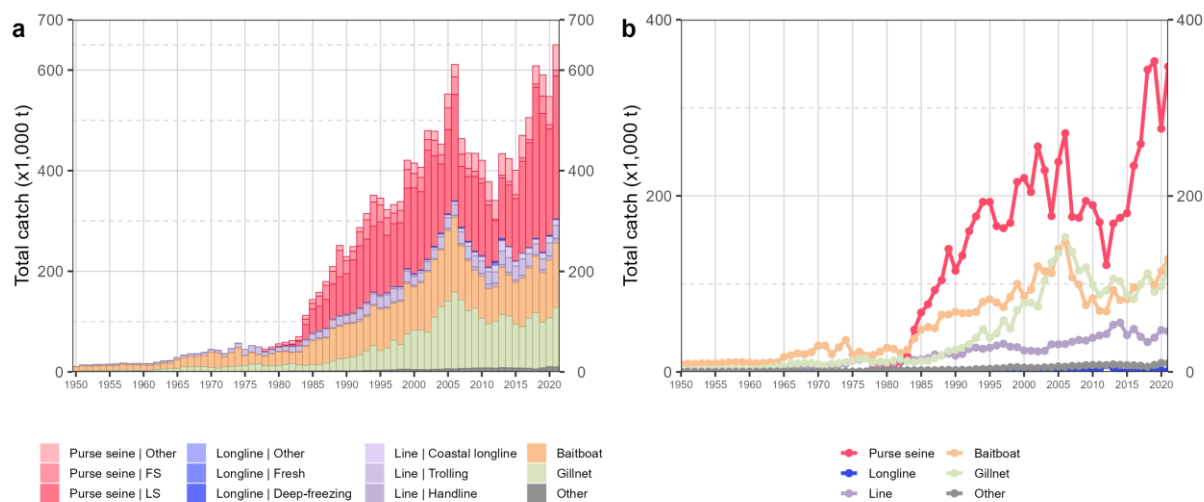 a
Total catch (x1,000 t)
700
600
400
200
0
700
600
400
200
0
1950 1955 1960 1965 1970 1975 1980 1985 1990 1995 2000 2005 2010 2015 2020
b
Total catch (x1,000 t)
400
200
0
400
200
0
1950 1955 1960 1965 1970 1975 1980 1985 1990 1995 2000 2005 2010 2015 2020
Purse seine | Other
Purse seine | FS
Purse seine | LS
Longline | Other
Longline | Fresh
Longline | Deep-freezing
Line | Coastal longline
Line | Trolling
Line | Handline
Baitboat
Gillnet
Other
Purse seine
Longline
Line
Baitboat
Gillnet
Other